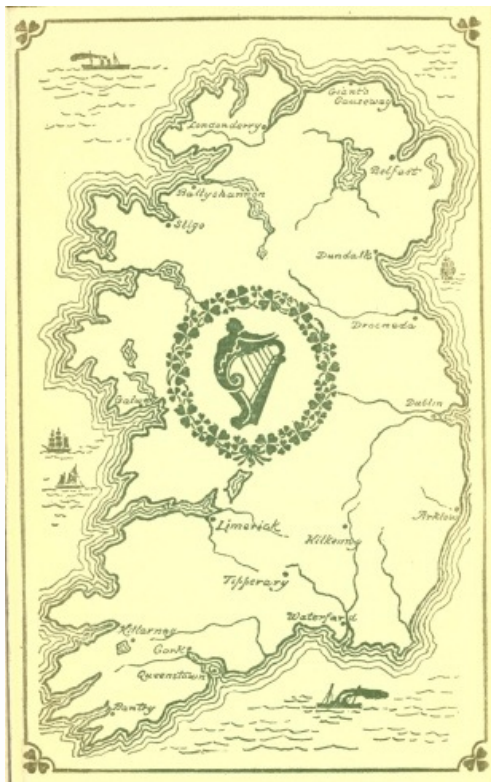 Giant's
Causeway
Londonderry
Belfast
Ballyshannon
Sligo
Dundalk
Drogheda
Galway
Dublin
Limerick
Arklow
Kilkenny
Tipperary
Waterford
Killarney
Cork
Queenstown
Bantry